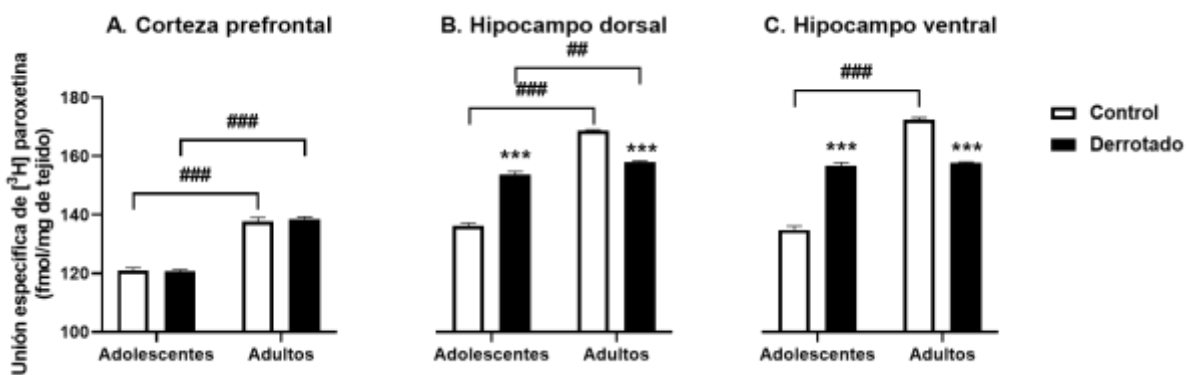 A. Corteza prefrontal
B. Hipocampo dorsal
C. Hipocampo ventral
##
###
###
###
###
*** ***
*** ***
Control
Derrotado
Unión específica de [³H] paroxetina
(fmol/mg de tejido)
180
160
140
120
100
Adolescentes Adultos
Adolescentes Adultos
Adolescentes Adultos